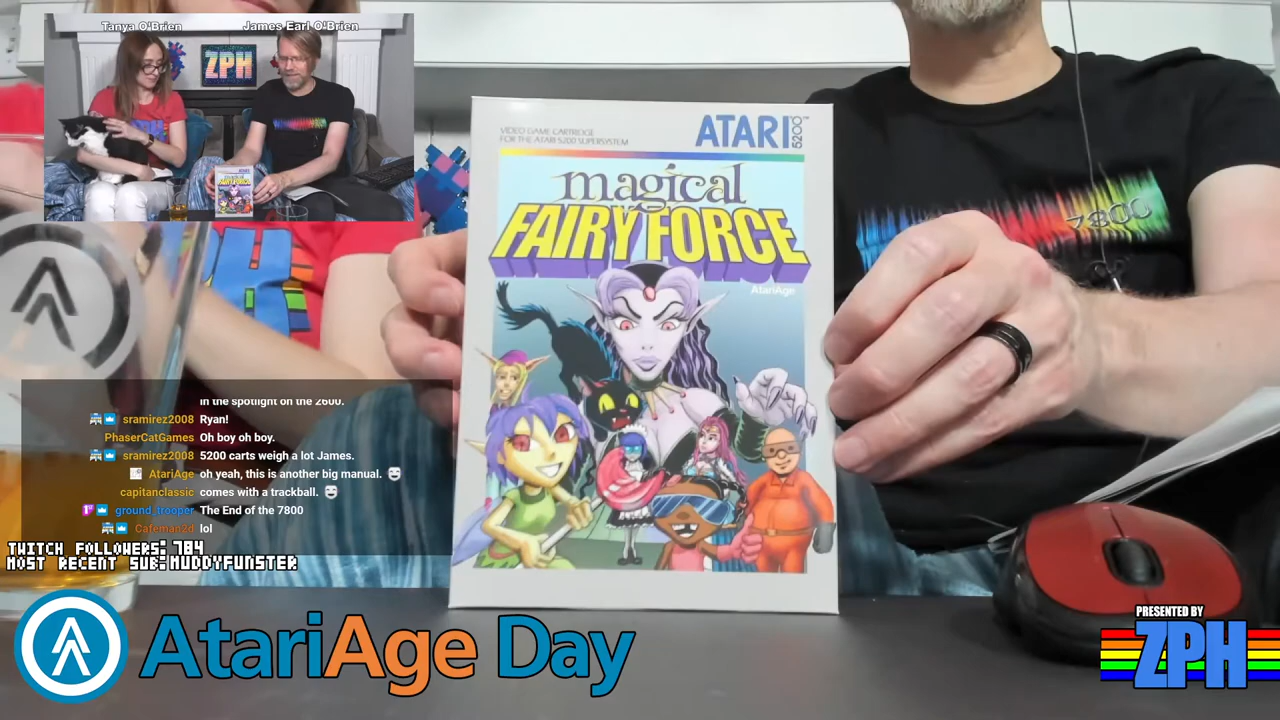 Tanya O'Brien
James Earl O'Brien
ZPH
VIDEO GAME CARTRIDGE
FOR THE ATARI 5200 SUPERSYSTEM
ATARI 5200™
magical
FAIRY FORCE
AtariAge
7800
in the spotlight on the 2600.
sramirez2008 Ryan!
PhaserCatGames Oh boy oh boy.
sramirez2008 5200 carts weigh a lot James.
AtariAge oh yeah, this is another big manual.
capitanclassic comes with a trackball.
ground_trooper The End of the 7800
Cafeman2d lol
TWITCH FOLLOWERS: 784
MOST RECENT SUB: MUDDYFUNSTER
AtariAge Day
PRESENTED BY
ZPH